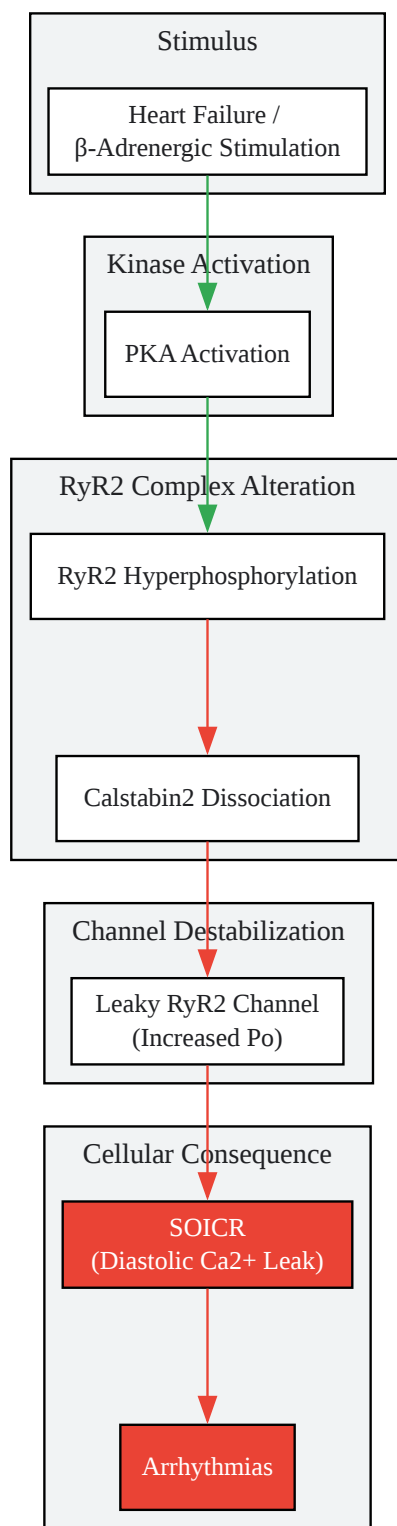 Stimulus
Heart Failure /
β-Adrenergic Stimulation
Kinase Activation
PKA Activation
RyR2 Complex Alteration
RyR2 Hyperphosphorylation
Calstabin2 Dissociation
Channel Destabilization
Leaky RyR2 Channel
(Increased Po)
Cellular Consequence
SOICR
(Diastolic Ca2+ Leak)
Arrhythmias